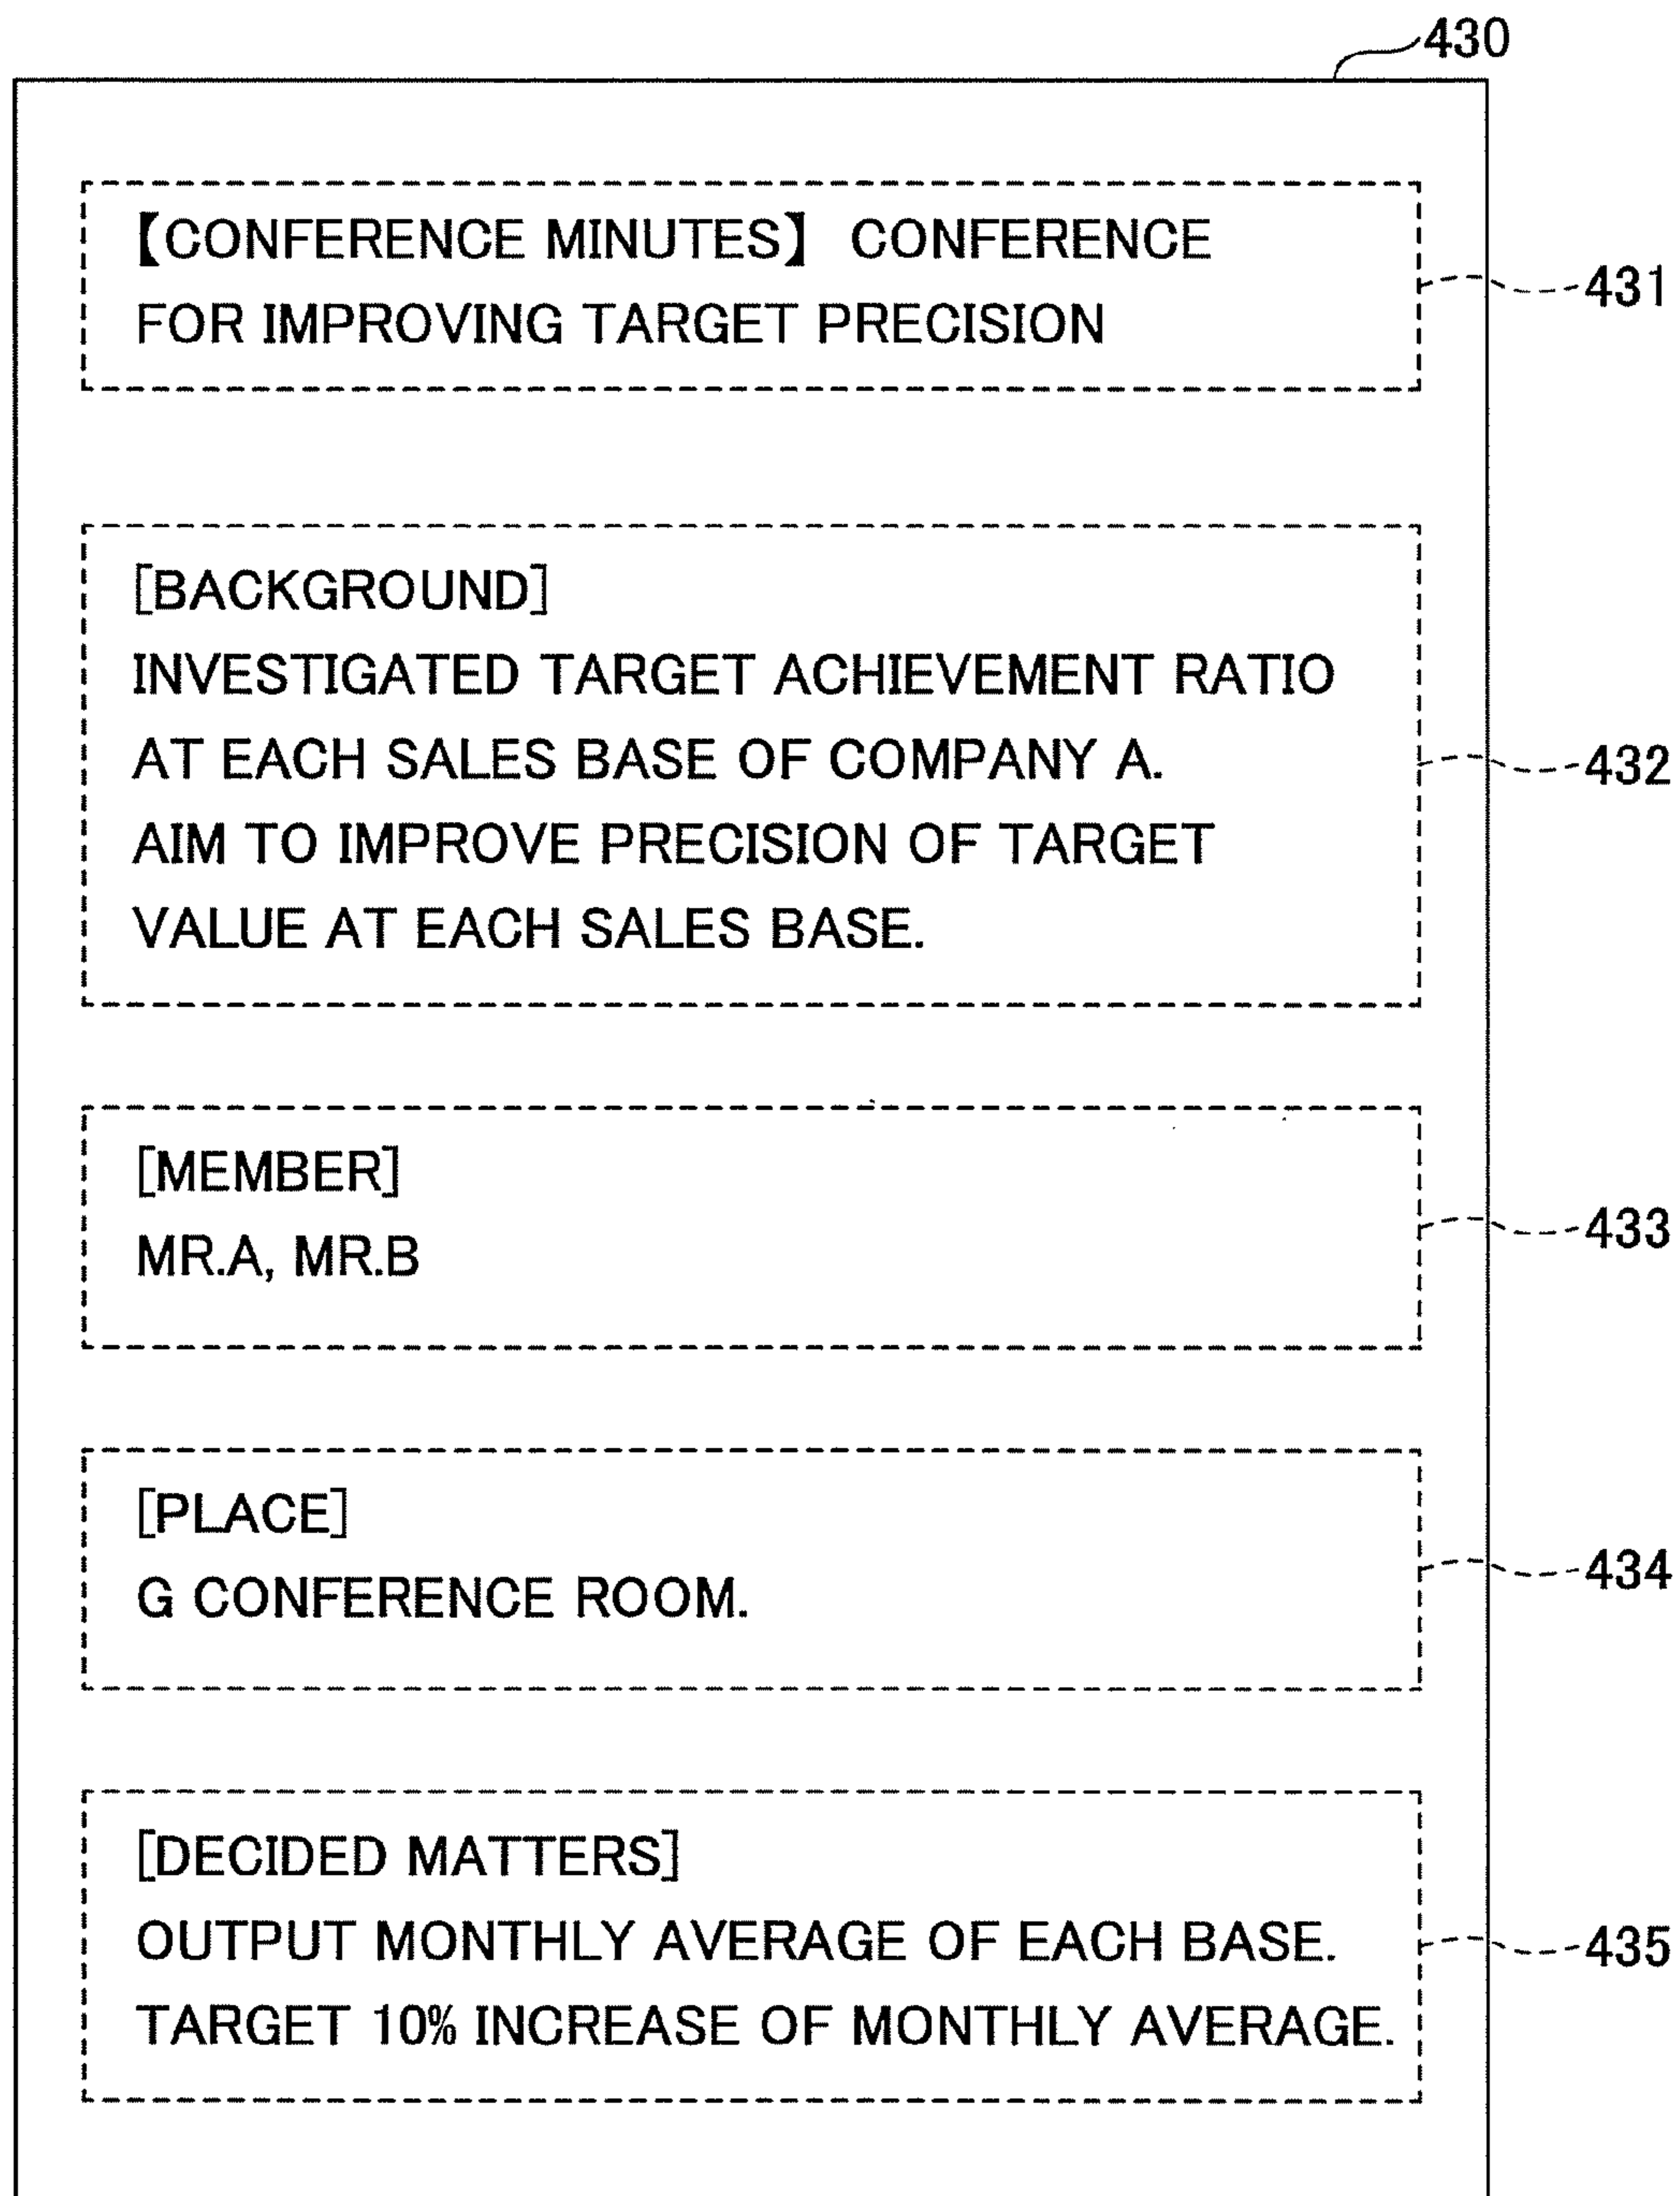 430
【CONFERENCE MINUTES】 CONFERENCE
FOR IMPROVING TARGET PRECISION
431
[BACKGROUND]
INVESTIGATED TARGET ACHIEVEMENT RATIO
AT EACH SALES BASE OF COMPANY A.
432
AIM TO IMPROVE PRECISION OF TARGET
VALUE AT EACH SALES BASE.
[MEMBER]
MR.A, MR.B
433
[PLACE]
G CONFERENCE ROOM.
434
[DECIDED MATTERS]
OUTPUT MONTHLY AVERAGE OF EACH BASE.
435
TARGET 10% INCREASE OF MONTHLY AVERAGE.